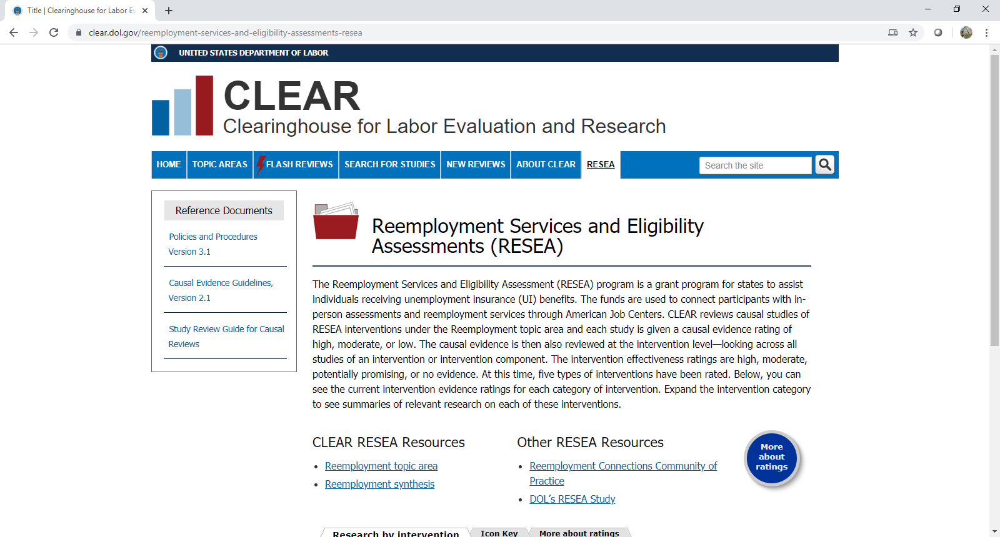 Title | Clearinghouse for Labor Ev
clear.dol.gov/reemployment-services-and-eligibility-assessments-resea
UNITED STATES DEPARTMENT OF LABOR
CLEAR
Clearinghouse for Labor Evaluation and Research
HOME TOPIC AREAS FLASH REVIEWS SEARCH FOR STUDIES NEW REVIEWS ABOUT CLEAR RESEA Search the site
Reference Documents
Policies and Procedures
Version 3.1
Causal Evidence Guidelines,
Version 2.1
Study Review Guide for Causal
Reviews
Reemployment Services and Eligibility
Assessments (RESEA)
The Reemployment Services and Eligibility Assessment (RESEA) program is a grant program for states to assist
individuals receiving unemployment insurance (UI) benefits. The funds are used to connect participants with in-
person assessments and reemployment services through American Job Centers. CLEAR reviews causal studies of
RESEA interventions under the Reemployment topic area and each study is given a causal evidence rating of
high, moderate, or low. The causal evidence is then also reviewed at the intervention level—looking across all
studies of an intervention or intervention component. The intervention effectiveness ratings are high, moderate,
potentially promising, or no evidence. At this time, five types of interventions have been rated. Below, you can
see the current intervention evidence ratings for each category of intervention. Expand the intervention category
to see summaries of relevant research on each of these interventions.
CLEAR RESEA Resources
Reemployment topic area
Reemployment synthesis
Other RESEA Resources
Reemployment Connections Community of
Practice
DOL’s RESEA Study
More
about
ratings
Research by intervention Icon Key More about ratings